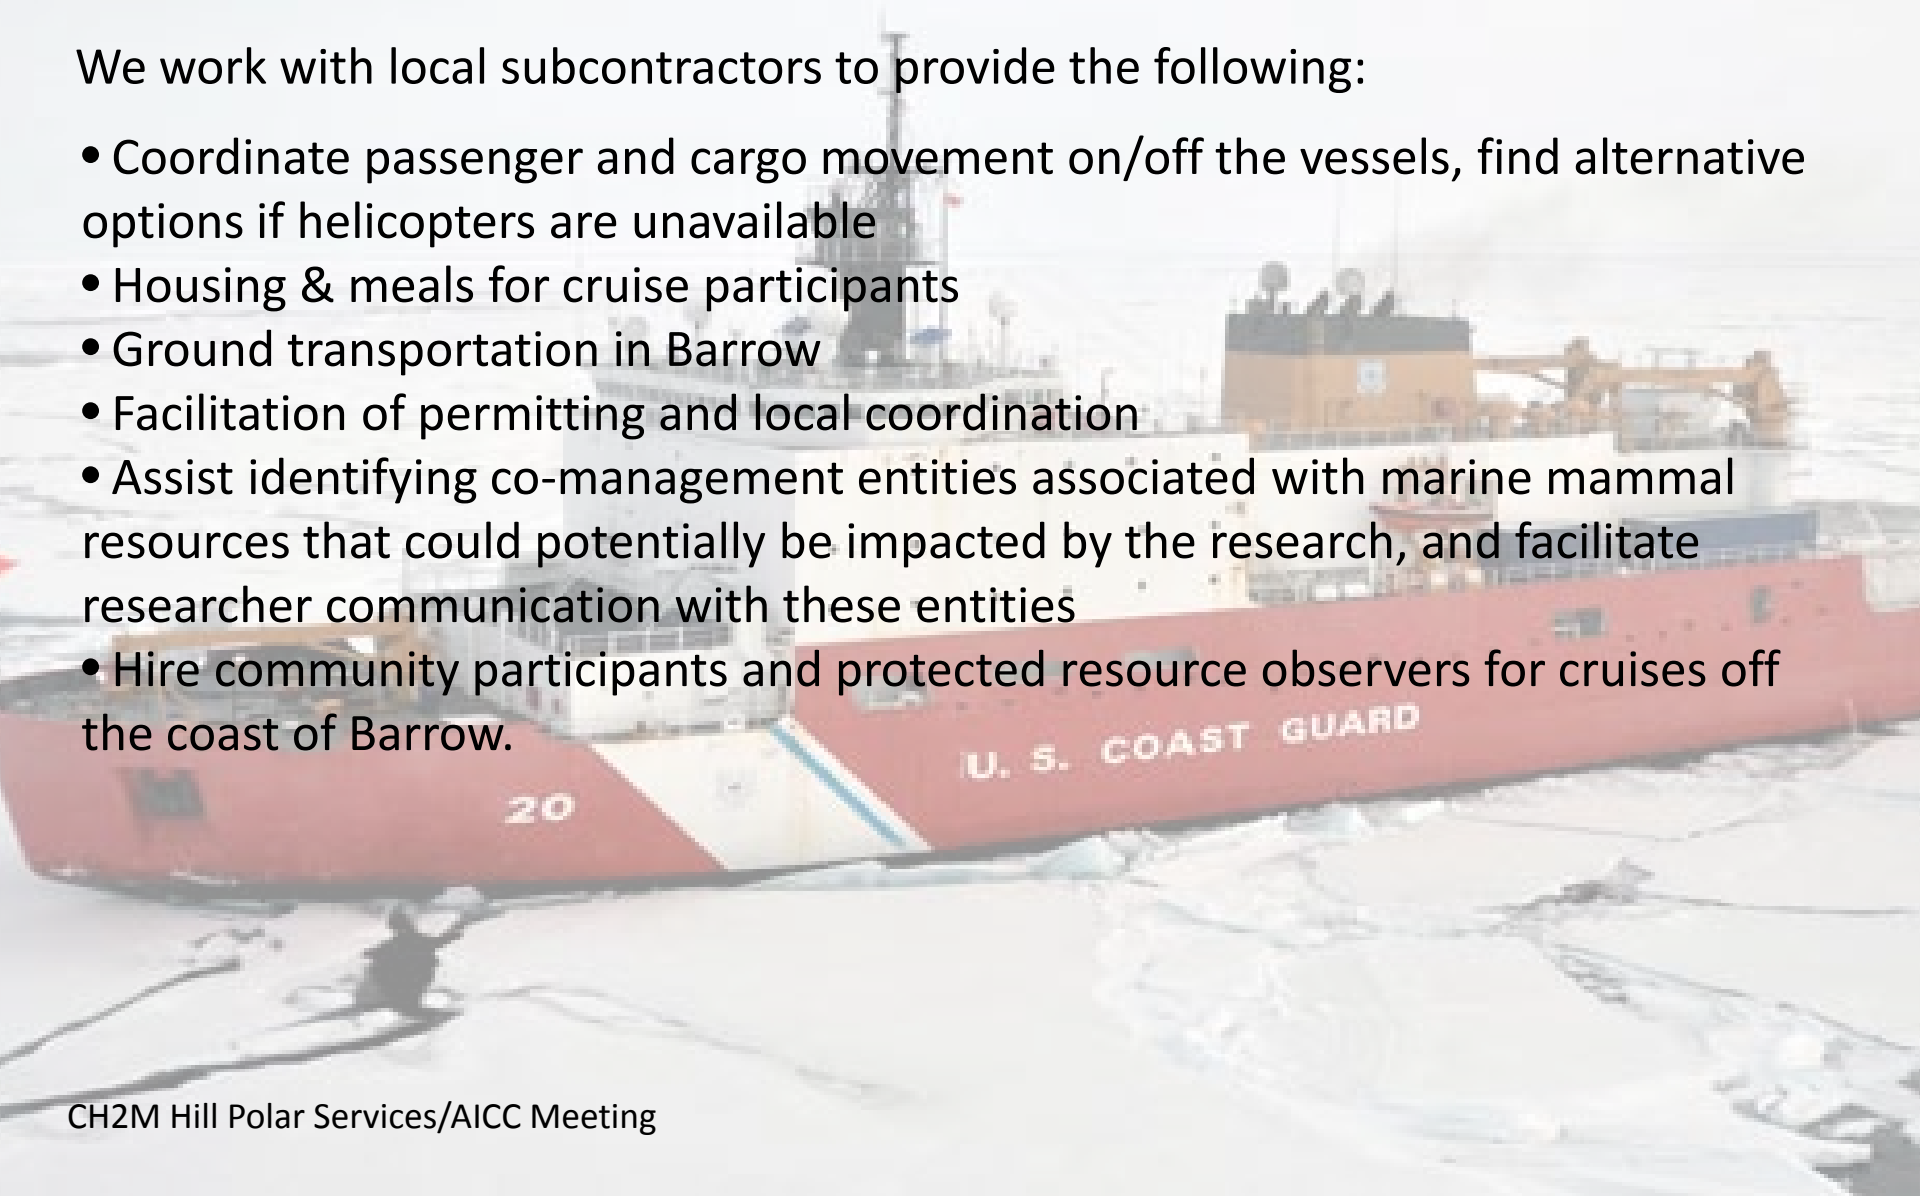 We work with local subcontractors to provide the following:
• Coordinate passenger and cargo movement on/off the vessels, find alternative
options if helicopters are unavailable
• Housing & meals for cruise participants
• Ground transportation in Barrow
• Facilitation of permitting and local coordination
• Assist identifying co-management entities associated with marine mammal
resources that could potentially be impacted by the research, and facilitate
researcher communication with these entities
• Hire community participants and protected resource observers for cruises off
the coast of Barrow.
U. S. COAST GUARD
20
CH2M Hill Polar Services/AICC Meeting